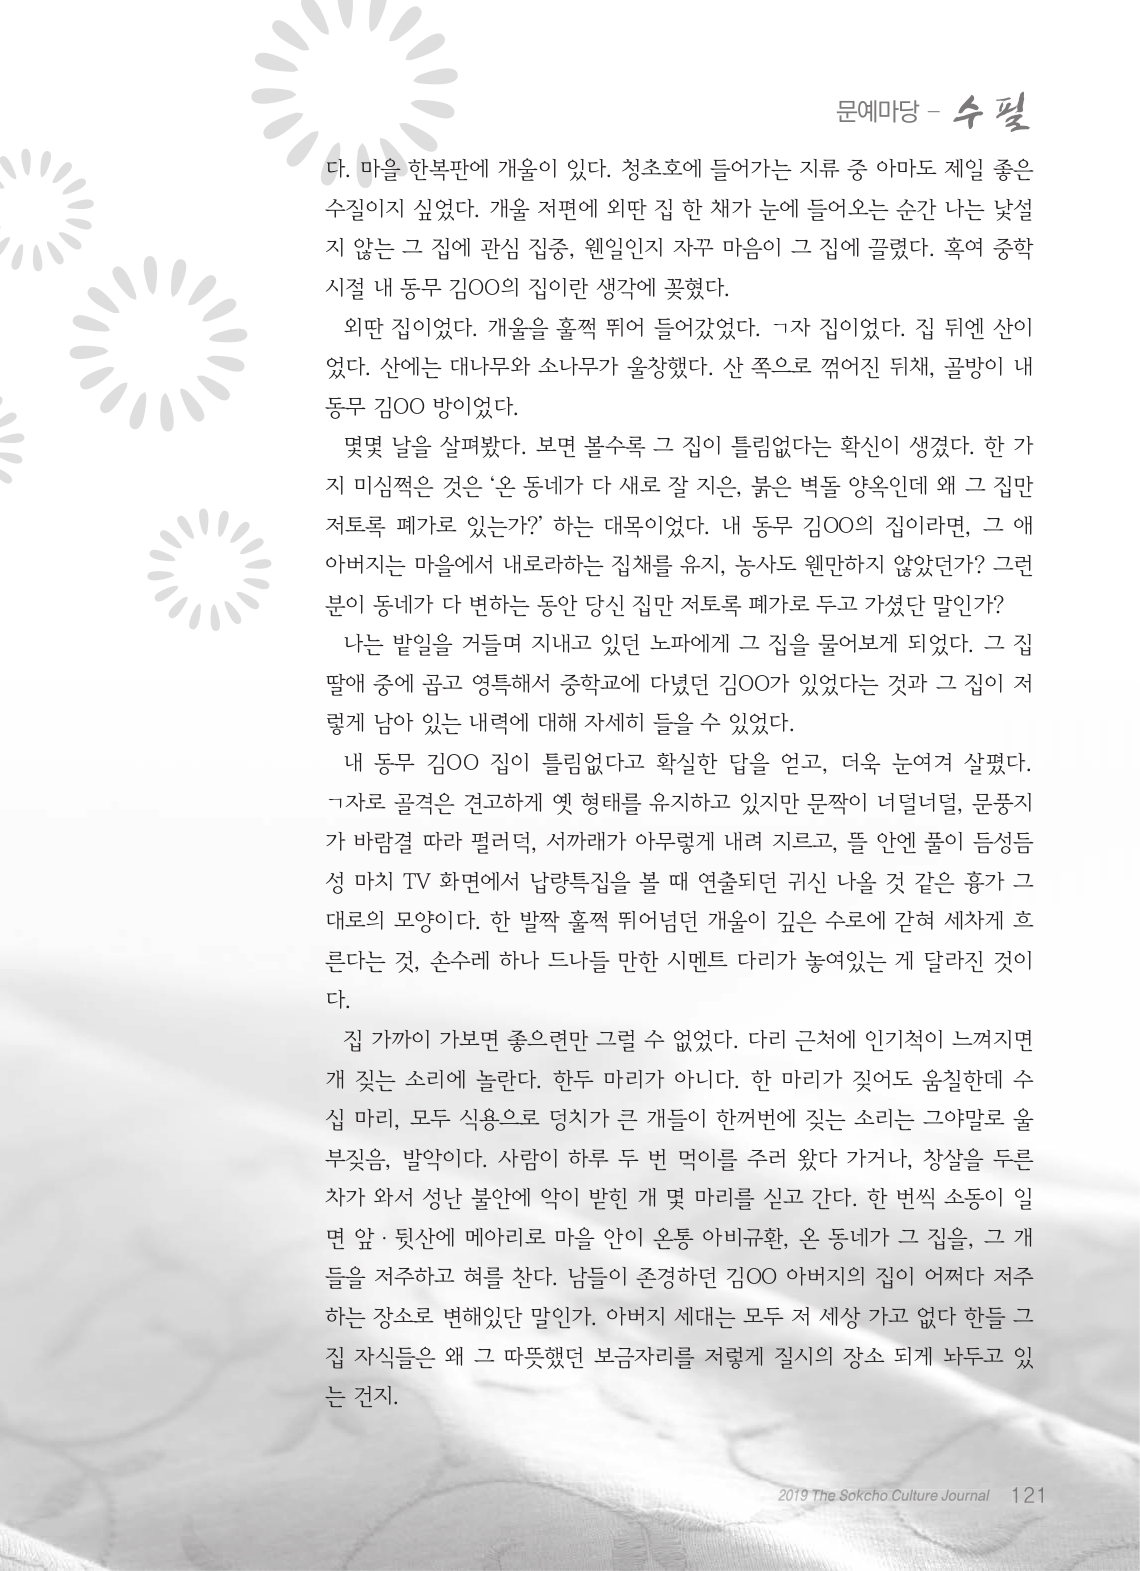 문예마당 – 수필
다. 마을 한복판에 개울이 있다. 청초호에 들어가는 지류 중 아마도 제일 좋은
수질이지 싶었다. 개울 저편에 외딴 집 한 채가 눈에 들어오는 순간 나는 낯설
지 않는 그 집에 관심 집중, 웬일인지 자꾸 마음이 그 집에 끌렸다. 혹여 중학
시절 내 동무 김OO의 집이란 생각에 꽂혔다.
외딴 집이었다. 개울을 훌쩍 뛰어 들어갔었다. ㄱ자 집이었다. 집 뒤엔 산이
었다. 산에는 대나무와 소나무가 울창했다. 산 쪽으로 꺾어진 뒤채, 골방이 내
동무 김OO 방이었다.
몇몇 날을 살펴봤다. 보면 볼수록 그 집이 틀림없다는 확신이 생겼다. 한 가
지 미심쩍은 것은 ‘온 동네가 다 새로 잘 지은, 붉은 벽돌 양옥인데 왜 그 집만
저토록 폐가로 있는가?’ 하는 대목이었다. 내 동무 김OO의 집이라면, 그 애
아버지는 마을에서 내로라하는 집채를 유지, 농사도 웬만하지 않았던가? 그런
분이 동네가 다 변하는 동안 당신 집만 저토록 폐가로 두고 가셨단 말인가?
나는 밭일을 거들며 지내고 있던 노파에게 그 집을 물어보게 되었다. 그 집
딸애 중에 곱고 영특해서 중학교에 다녔던 김OO가 있었다는 것과 그 집이 저
렇게 남아 있는 내력에 대해 자세히 들을 수 있었다.
내 동무 김OO 집이 틀림없다고 확실한 답을 얻고, 더욱 눈여겨 살폈다.
ㄱ자로 골격은 견고하게 옛 형태를 유지하고 있지만 문짝이 너덜너덜, 문풍지
가 바람결 따라 펄러덕, 서까래가 아무렇게 내려 지르고, 뜰 안엔 풀이 듬성듬
성 마치 TV 화면에서 납량특집을 볼 때 연출되던 귀신 나올 것 같은 흉가 그
대로의 모양이다. 한 발짝 훌쩍 뛰어넘던 개울이 깊은 수로에 갇혀 세차게 흐
른다는 것, 손수레 하나 드나들 만한 시멘트 다리가 놓여있는 게 달라진 것이
다.
집 가까이 가보면 좋으련만 그럴 수 없었다. 다리 근처에 인기척이 느껴지면
개 짖는 소리에 놀란다. 한두 마리가 아니다. 한 마리가 짖어도 움칠한데 수
십 마리, 모두 식용으로 덩치가 큰 개들이 한꺼번에 짖는 소리는 그야말로 울
부짖음, 발악이다. 사람이 하루 두 번 먹이를 주러 왔다 가거나, 창살을 두른
차가 와서 성난 불안에 악이 받힌 개 몇 마리를 싣고 간다. 한 번씩 소동이 일
면 앞 · 뒷산에 메아리로 마을 안이 온통 아비규환, 온 동네가 그 집을, 그 개
들을 저주하고 혀를 찬다. 남들이 존경하던 김OO 아버지의 집이 어쩌다 저주
하는 장소로 변해있단 말인가. 아버지 세대는 모두 저 세상 가고 없다 한들 그
집 자식들은 왜 그 따뜻했던 보금자리를 저렇게 질시의 장소 되게 놔두고 있
는 건지.
2019 The Sokcho Culture Journal 121